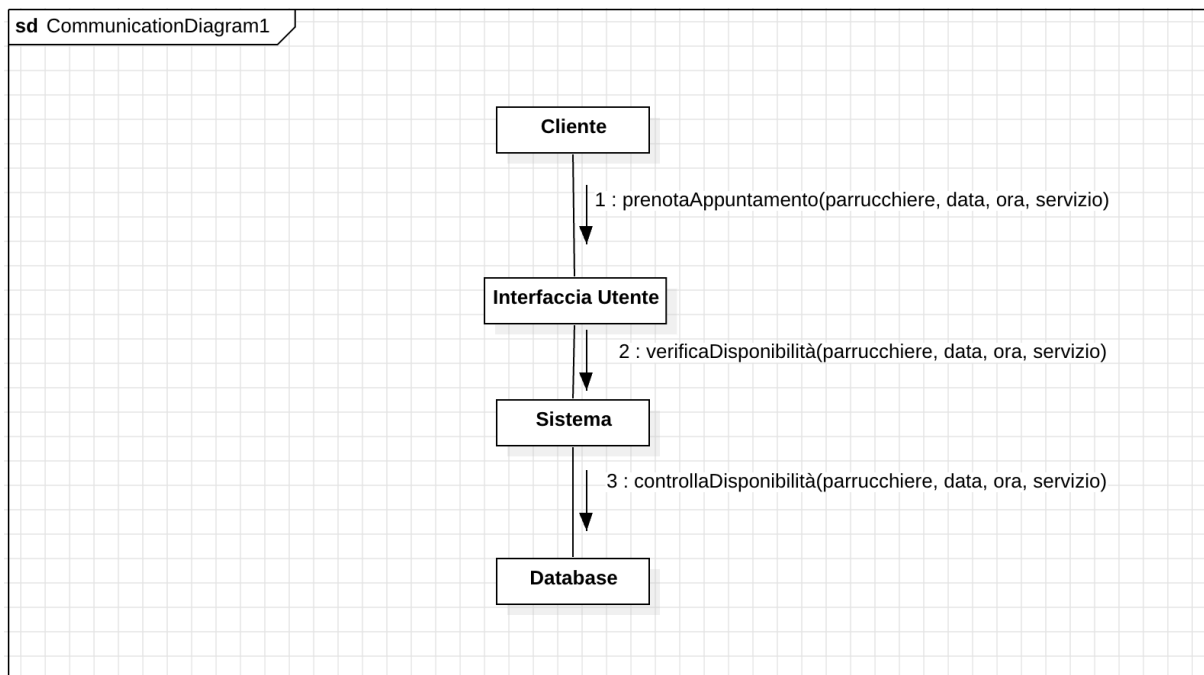 sd CommunicationDiagram1
Cliente
1 : prenotaAppuntamento(parrucchiere, data, ora, servizio)
Interfaccia Utente
2 : verificaDisponibilità(parrucchiere, data, ora, servizio)
Sistema
3 : controllaDisponibilità(parrucchiere, data, ora, servizio)
Database